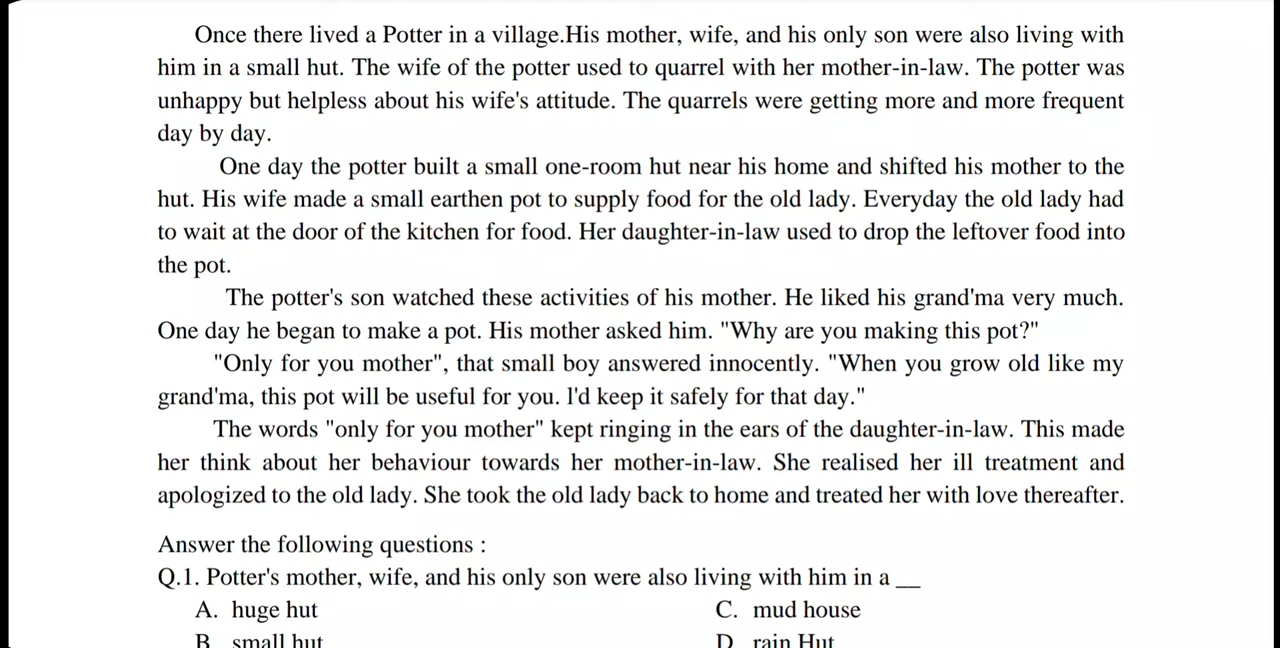 Once there lived a Potter in a village.His mother, wife, and his only son were also living with
him in a small hut. The wife of the potter used to quarrel with her mother-in-law. The potter was
unhappy but helpless about his wife's attitude. The quarrels were getting more and more frequent
day by day.
One day the potter built a small one-room hut near his home and shifted his mother to the
hut. His wife made a small earthen pot to supply food for the old lady. Everyday the old lady had
to wait at the door of the kitchen for food. Her daughter-in-law used to drop the leftover food into
the pot.
The potter's son watched these activities of his mother. He liked his grand'ma very much.
One day he began to make a pot. His mother asked him. "Why are you making this pot?"
"Only for you mother", that small boy answered innocently. "When you grow old like my
grand'ma, this pot will be useful for you. I'd keep it safely for that day."
The words "only for you mother" kept ringing in the ears of the daughter-in-law. This made
her think about her behaviour towards her mother-in-law. She realised her ill treatment and
apologized to the old lady. She took the old lady back to home and treated her with love thereafter.
Answer the following questions :
Q.1. Potter's mother, wife, and his only son were also living with him in a __
A. huge hut C. mud house
B. small hut D. rain Hut